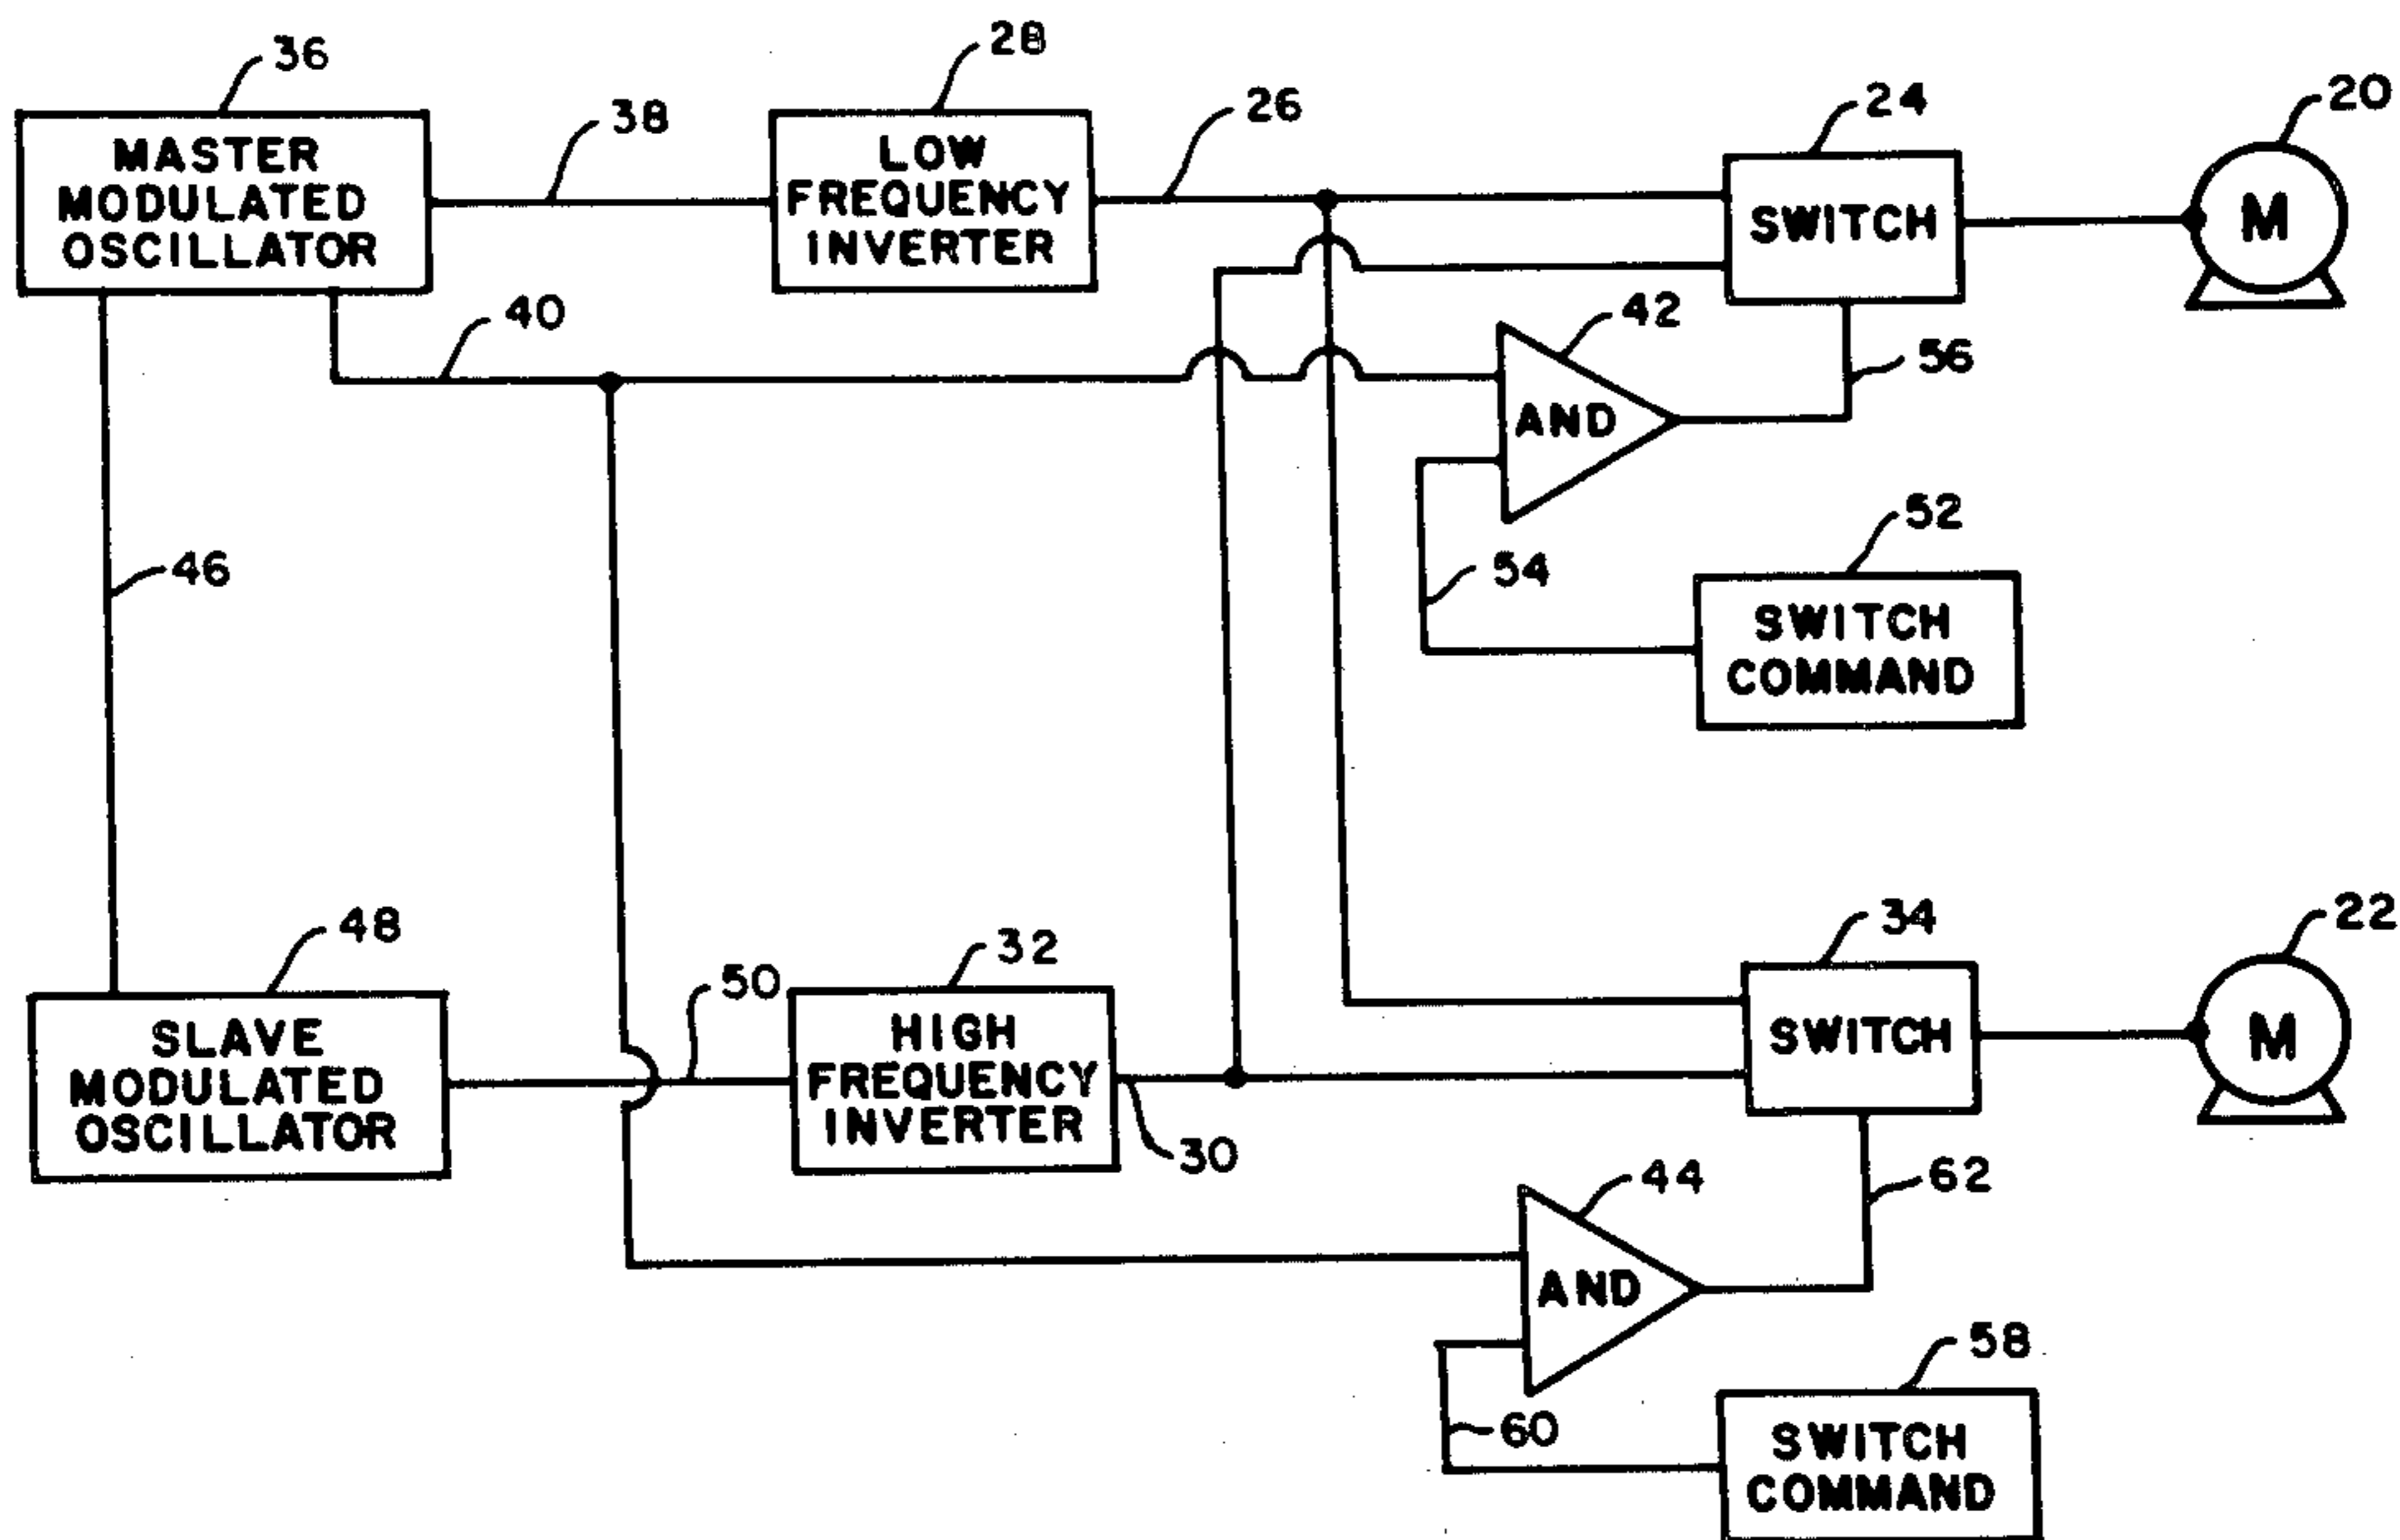 36
28
38
26
24
20
MASTER
MODULATED
OSCILLATOR
LOW
FREQUENCY
INVERTER
SWITCH
M
40
42
56
AND
52
46
54
SWITCH
COMMAND
48
50
32
34
22
SLAVE
MODULATED
OSCILLATOR
HIGH
FREQUENCY
INVERTER
SWITCH
M
30
44
62
AND
58
60
SWITCH
COMMAND